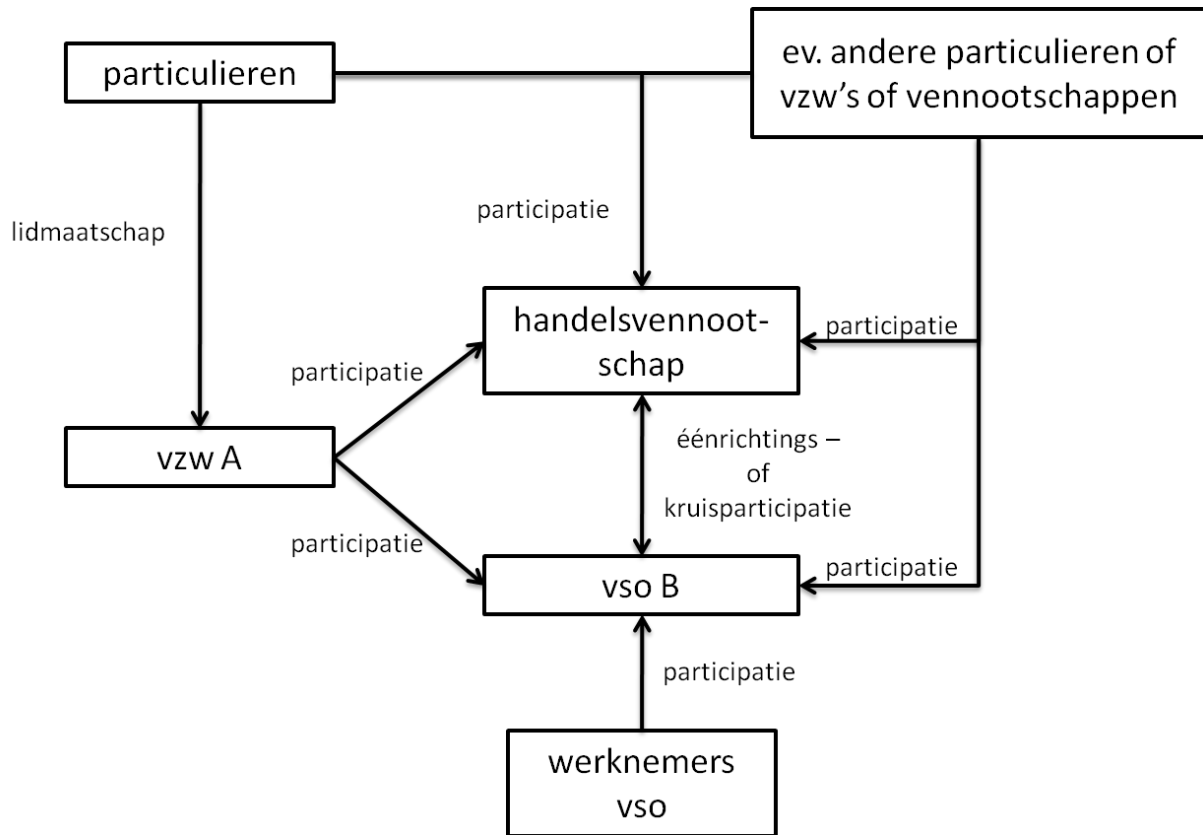 particulieren
ev. andere particulieren of
vzw’s of vennootschappen
lidmaatschap
participatie
handelsvennoot-
schap
participatie
participatie
vzw A
éénrichtings –
of
kruisparticipatie
participatie
vso B
participatie
participatie
werknemers
vso